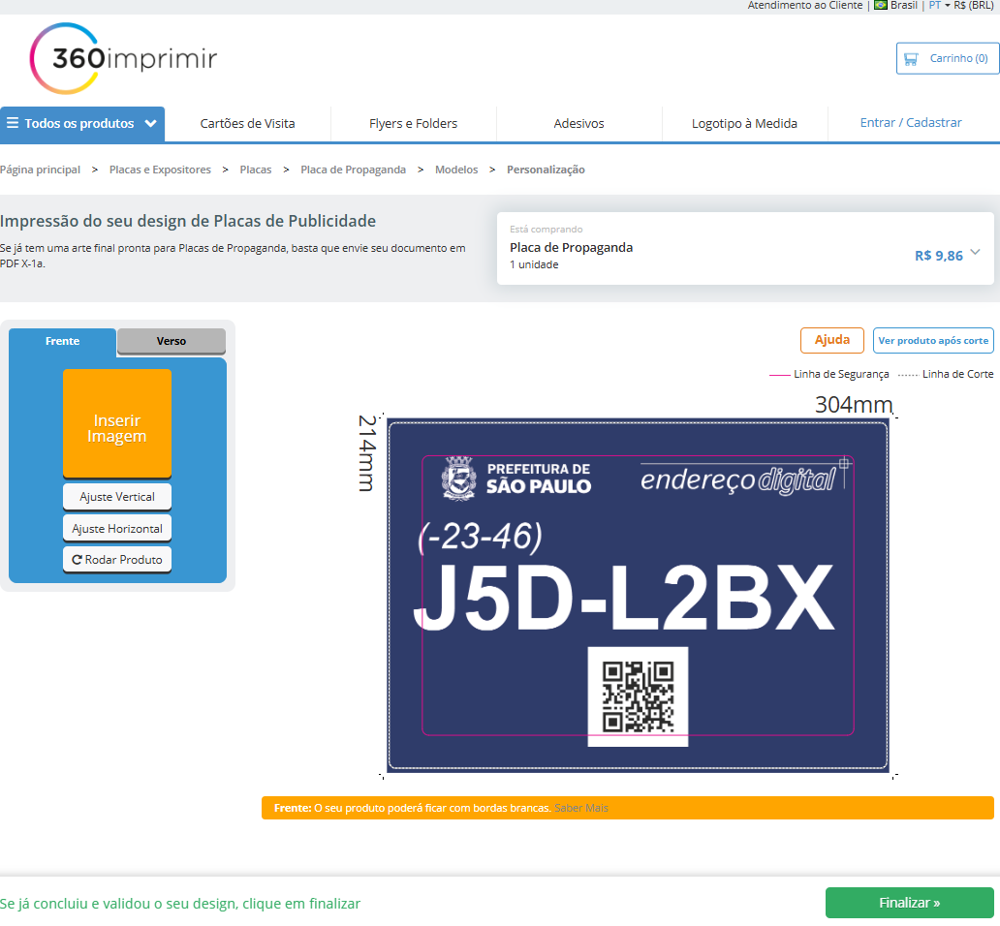 Atendimento ao Cliente | Brasil | PT R$ (BRL)
360imprimir
Carrinho (0)
Todos os produtos
Cartões de Visita
Flyers e Folders
Adesivos
Logotipo à Medida
Entrar / Cadastrar
Página principal > Placas e Expositores > Placas > Placa de Propaganda > Modelos > Personalização
Impressão do seu design de Placas de Publicidade
Se já tem uma arte final pronta para Placas de Propaganda, basta que envie seu documento em
PDF X-1a.
Está comprando
Placa de Propaganda
1 unidade
R$ 9,86
Frente
Verso
Inserir
Imagem
Ajuste Vertical
Ajuste Horizontal
Rodar Produto
Ajuda
Ver produto após corte
Linha de Segurança
Linha de Corte
304mm
214mm
PREFEITURA DE
SÃO PAULO
endereço digital
(-23-46)
J5D-L2BX
Frente: O seu produto poderá ficar com bordas brancas. Saber Mais
Se já concluiu e validou o seu design, clique em finalizar
Finalizar »